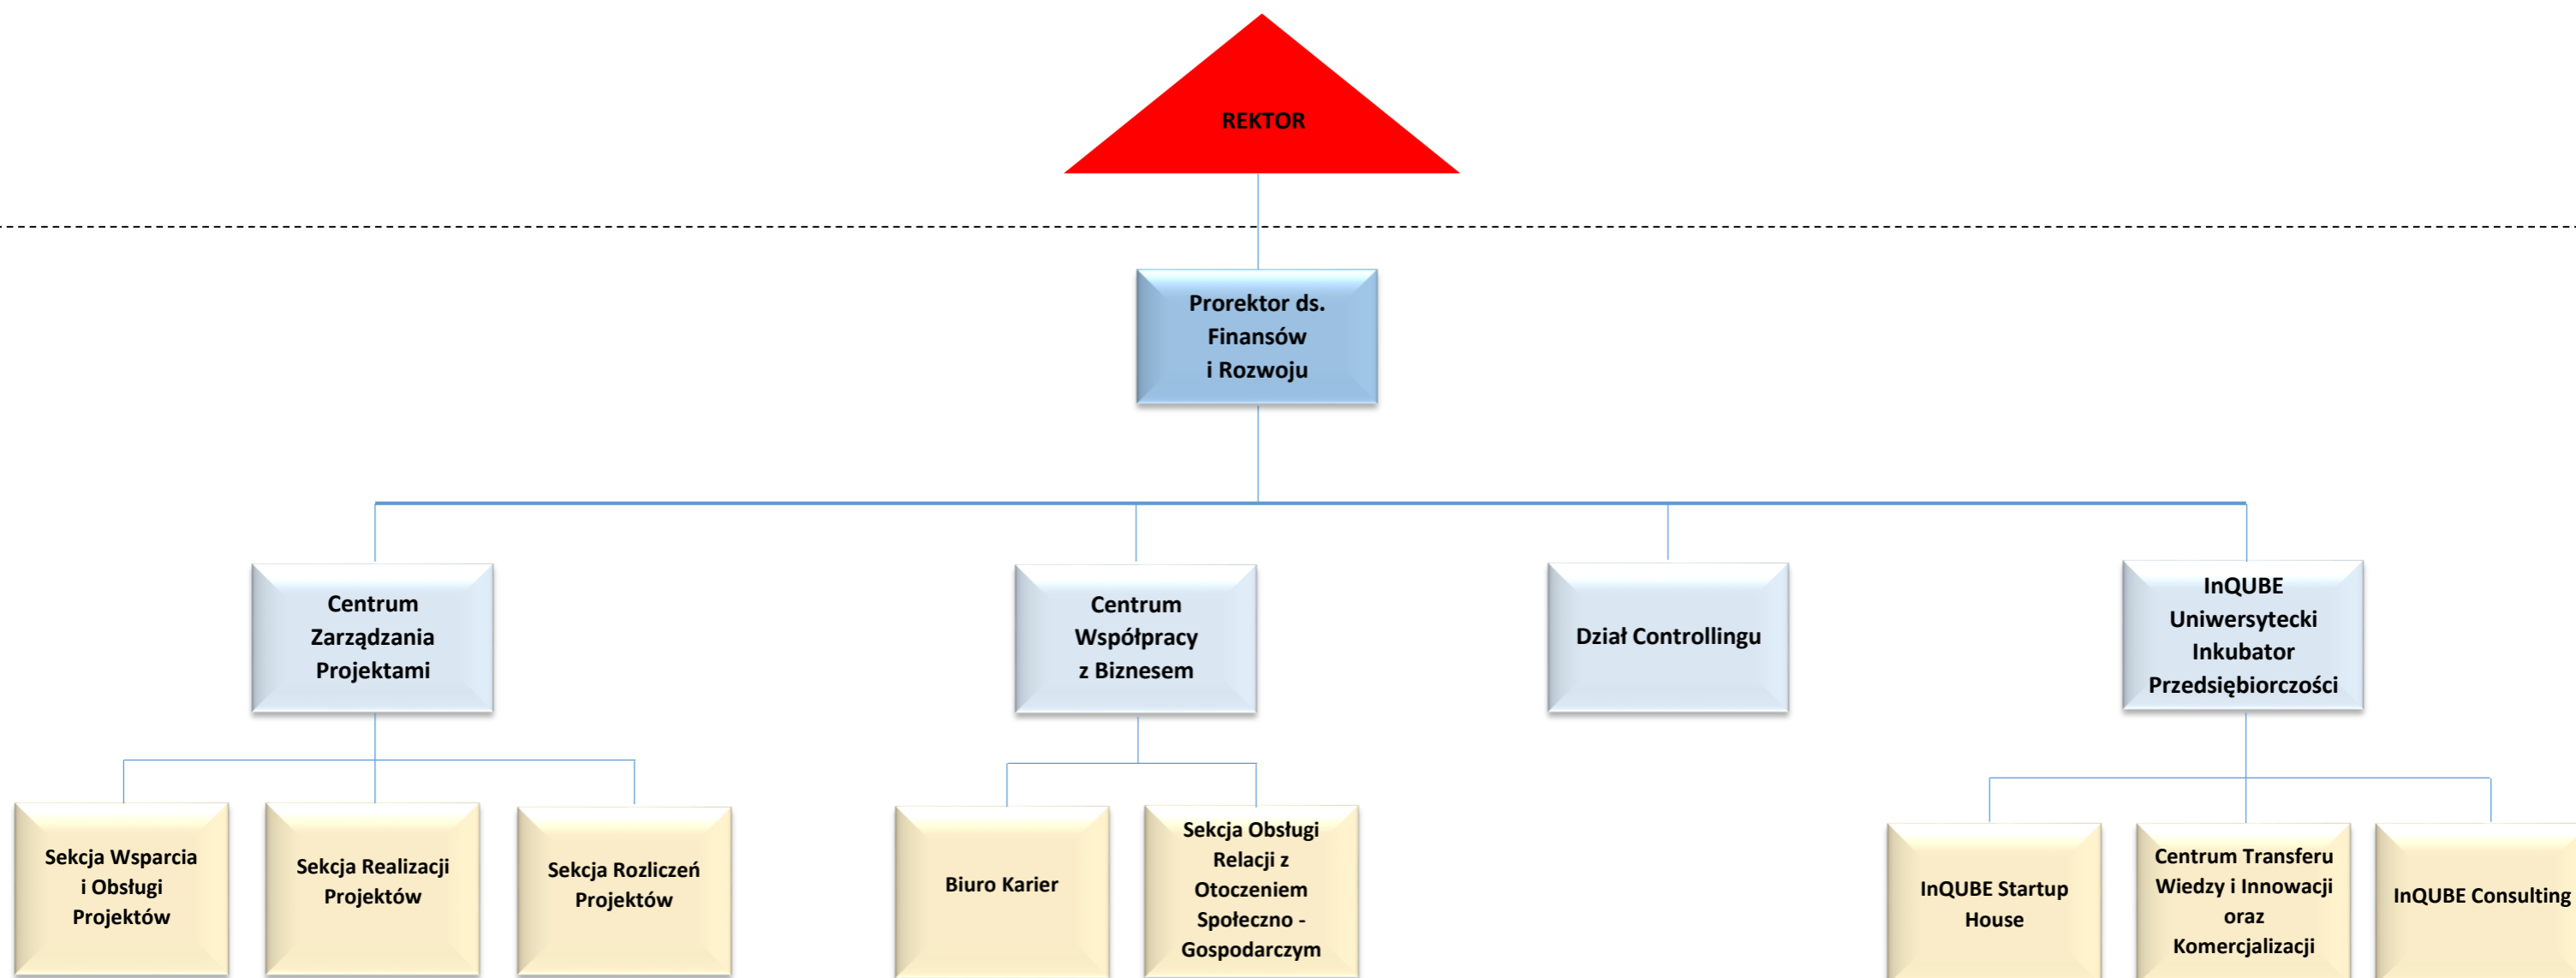 REKTOR
Prorektor ds.
Finansów
i Rozwoju
Centrum
Zarządzania
Projektami
Centrum
Współpracy
z Biznesem
Dział Controllingu
InQUBE
Uniwersytecki
Inkubator
Przedsiębiorczości
Sekcja Wsparcia
i Obsługi
Projektów
Sekcja Realizacji
Projektów
Sekcja Rozliczeń
Projektów
Biuro Karier
Sekcja Obsługi
Relacji z
Otoczeniem
Społeczno -
Gospodarczym
InQUBE Startup
House
Centrum Transferu
Wiedzy i Innowacji
oraz
Komercjalizacji
InQUBE Consulting